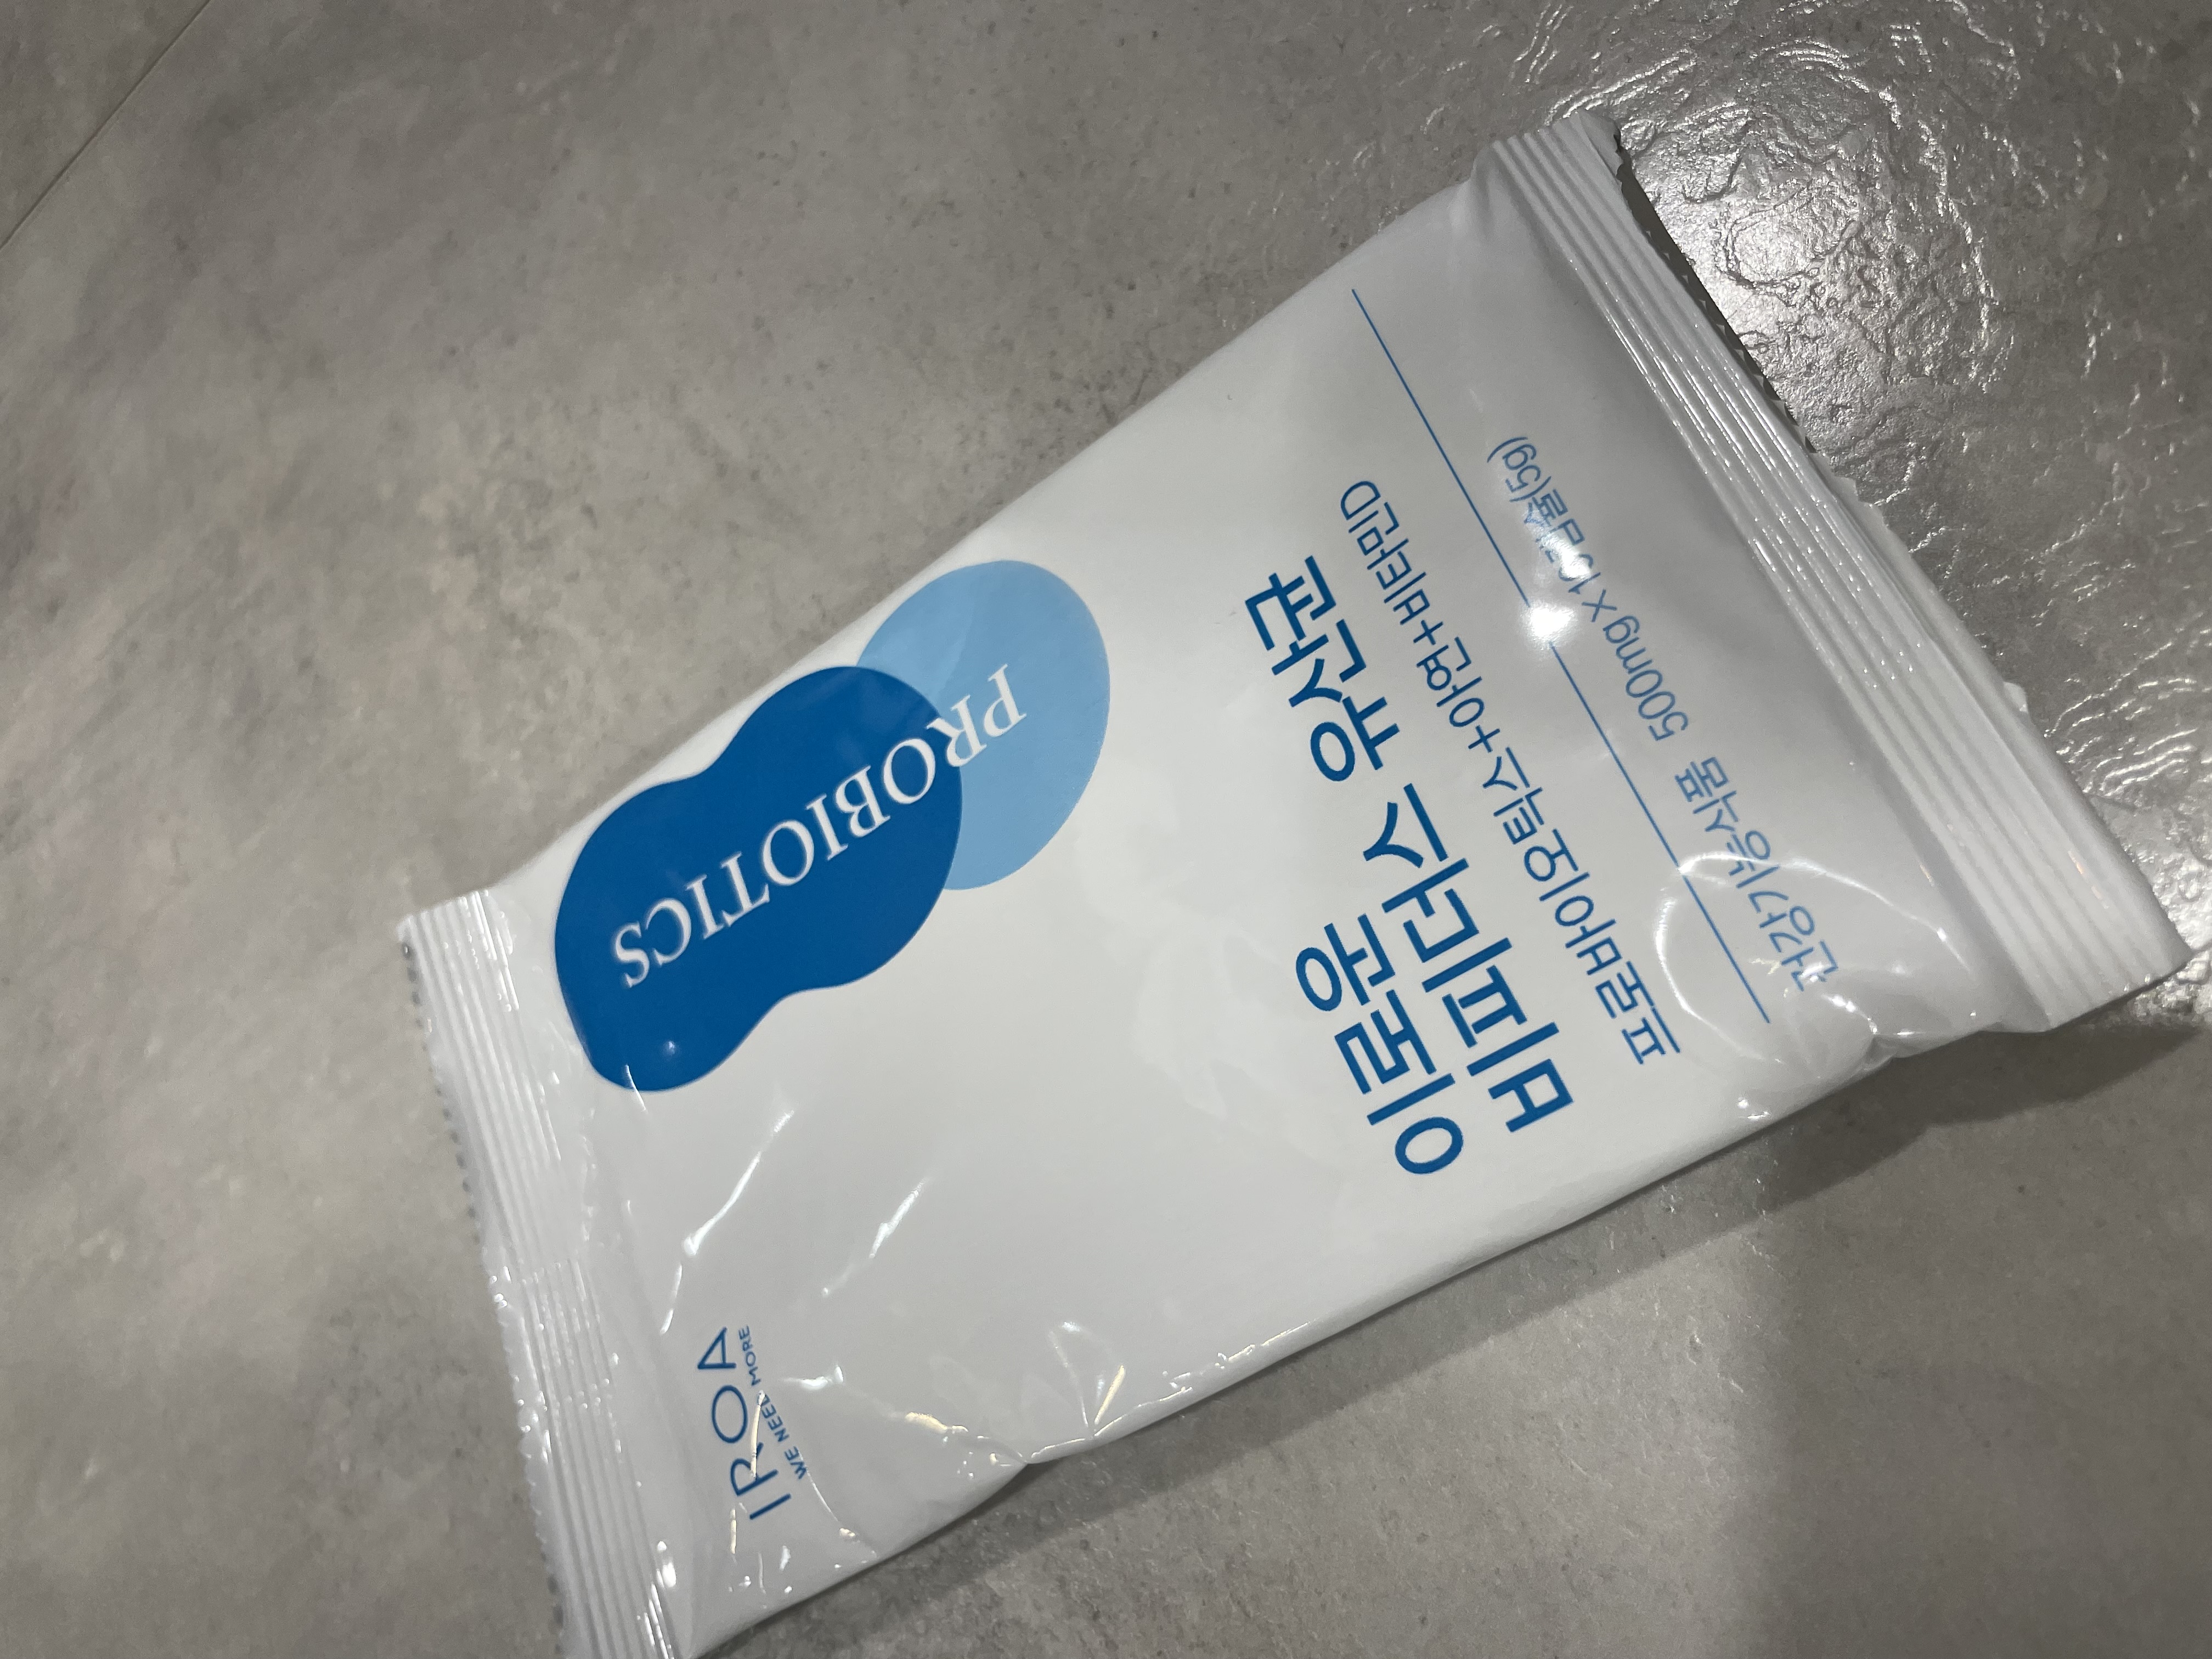 IROA
WE NEED MORE
PROBIOTICS
이로운
비피더스 유산균
프로바이오틱스+아연+비타민D
건강기능식품 500mg X 10캡슐(5g)